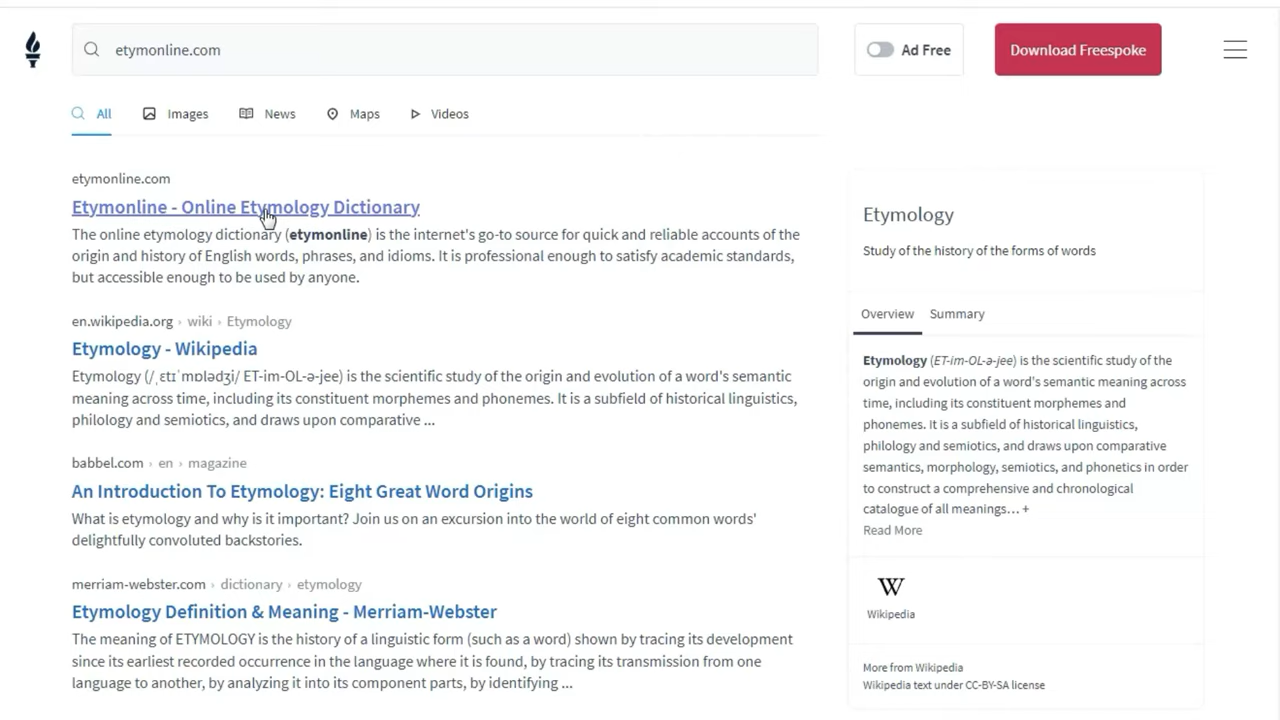 etymonline.com
Ad Free
Download Freespoke
All
Images
News
Maps
Videos
etymonline.com
Etymonline - Online Etymology Dictionary
The online etymology dictionary (etymonline) is the internet's go-to source for quick and reliable accounts of the
origin and history of English words, phrases, and idioms. It is professional enough to satisfy academic standards,
but accessible enough to be used by anyone.
en.wikipedia.org › wiki › Etymology
Etymology - Wikipedia
Etymology (/ˌɛtɪˈmɒlədʒi/ ET-im-OL-ə-jee) is the scientific study of the origin and evolution of a word's semantic
meaning across time, including its constituent morphemes and phonemes. It is a subfield of historical linguistics,
philology and semiotics, and draws upon comparative ...
babbel.com › en › magazine
An Introduction To Etymology: Eight Great Word Origins
What is etymology and why is it important? Join us on an excursion into the world of eight common words'
delightfully convoluted backstories.
merriam-webster.com › dictionary › etymology
Etymology Definition & Meaning - Merriam-Webster
The meaning of ETYMOLOGY is the history of a linguistic form (such as a word) shown by tracing its development
since its earliest recorded occurrence in the language where it is found, by tracing its transmission from one
language to another, by analyzing it into its component parts, by identifying ...
Etymology
Study of the history of the forms of words
Overview
Summary
Etymology (ET-im-OL-ə-jee) is the scientific study of the
origin and evolution of a word's semantic meaning across
time, including its constituent morphemes and
phonemes. It is a subfield of historical linguistics,
philology and semiotics, and draws upon comparative
semantics, morphology, semiotics, and phonetics in order
to construct a comprehensive and chronological
catalogue of all meanings… +
Read More
W
Wikipedia
More from Wikipedia
Wikipedia text under CC-BY-SA license